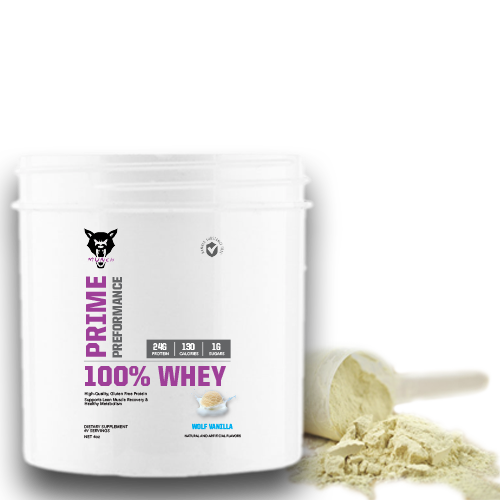 PRIME
PREFORMANCE
24G | 130 | 1G
PROTEIN | CALORIES | SUGARS
100% WHEY
High-Quality, Gluten Free Protein
Supports Lean Muscle Recovery &
Healthy Metabolism
DIETARY SUPPLEMENT
NET
WOLF VANILLA
NATURAL AND ARTIFICIAL FLAVORS